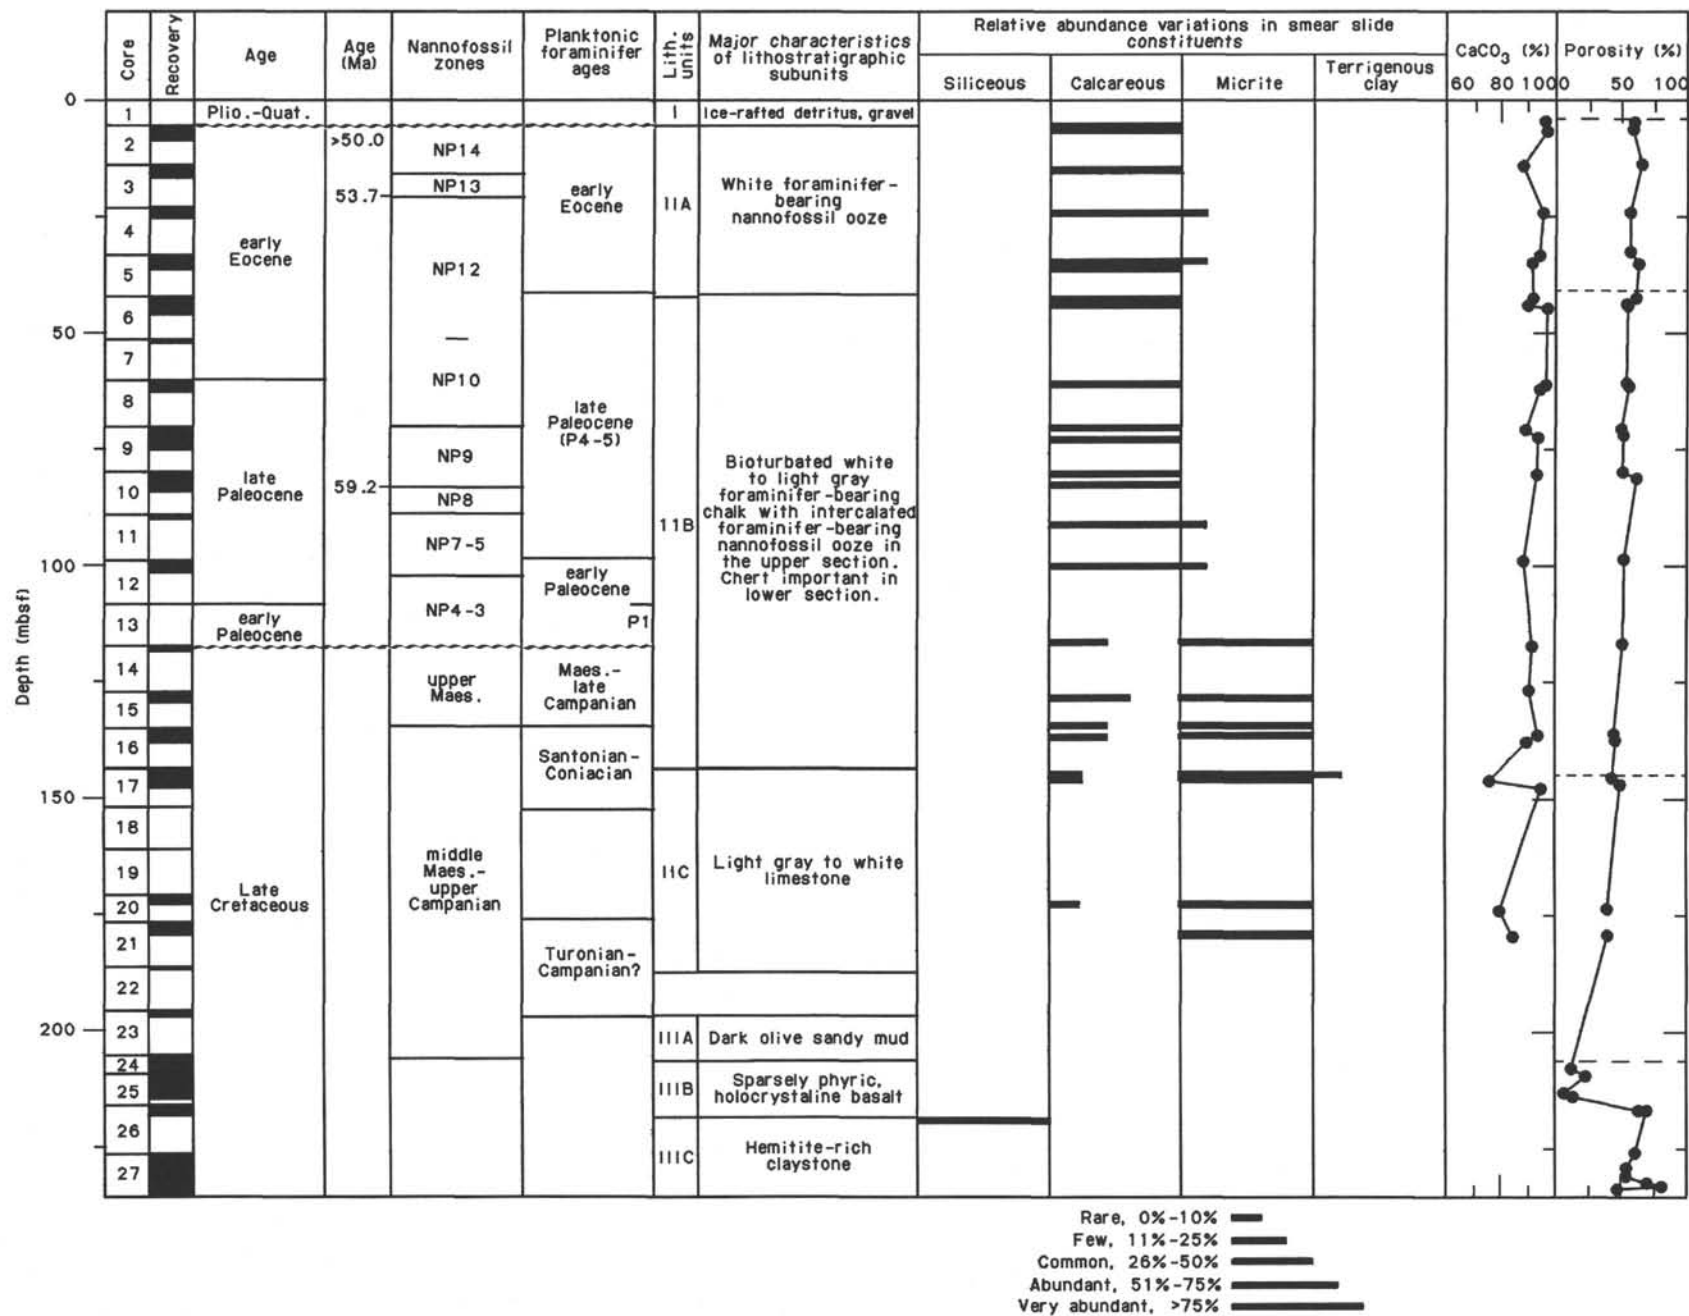 Core
Recovery
Age
Age
(Ma)
Nannofossil
zones
Planktonic
foraminifer
ages
Lith.
units
Major characteristics
of lithostratigraphic
subunits
Relative abundance variations in smear slide
constituents
Siliceous
Calcareous
Micrite
Terrigenous
clay
CaCO3 (%)
60 80 100
Porosity (%)
0 50 100
Depth (mbsf)
0
50
100
150
200
1
2
3
4
5
6
7
8
9
10
11
12
13
14
15
16
17
18
19
20
21
22
23
24
25
26
27
Plio.-Quat.
early
Eocene
late
Paleocene
early
Paleocene
Late
Cretaceous
>50.0
53.7
59.2
NP14
NP13
NP12
NP10
NP9
NP8
NP7-5
NP4-3
upper
Maes.
middle
Maes.-
upper
Campanian
early
Eocene
late
Paleocene
(P4-5)
early
Paleocene
P1
Maes.-
late
Campanian
Santonian-
Coniacian
Turonian-
Campanian?
I
IIA
11B
IIC
IIIA
IIIB
IIIC
Ice-rafted detritus, gravel
White foraminifer-
bearing
nannofossil ooze
Bioturbated white
to light gray
foraminifer-bearing
chalk with intercalated
foraminifer-bearing
nannofossil ooze in
the upper section.
Chert important in
lower section.
Light gray to white
limestone
Dark olive sandy mud
Sparsely phyric,
holocrystaline basalt
Hemitite-rich
claystone
Rare, 0%-10%
Few, 11%-25%
Common, 26%-50%
Abundant, 51%-75%
Very abundant, >75%